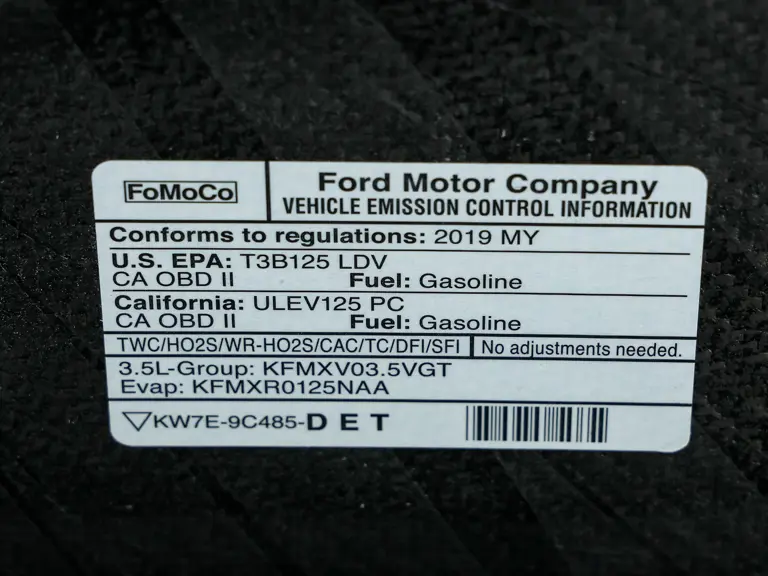 FoMoCo
Ford Motor Company
VEHICLE EMISSION CONTROL INFORMATION
Conforms to regulations: 2019 MY
U.S. EPA: T3B125 LDV
CA OBD II Fuel: Gasoline
California: ULEV125 PC
CA OBD II Fuel: Gasoline
TWC/HO2S/WR-HO2S/CAC/TC/DFI/SFI No adjustments needed.
3.5L-Group: KFMXV03.5VGT
Evap: KFMXR0125NAA
KW7E-9C485-DET